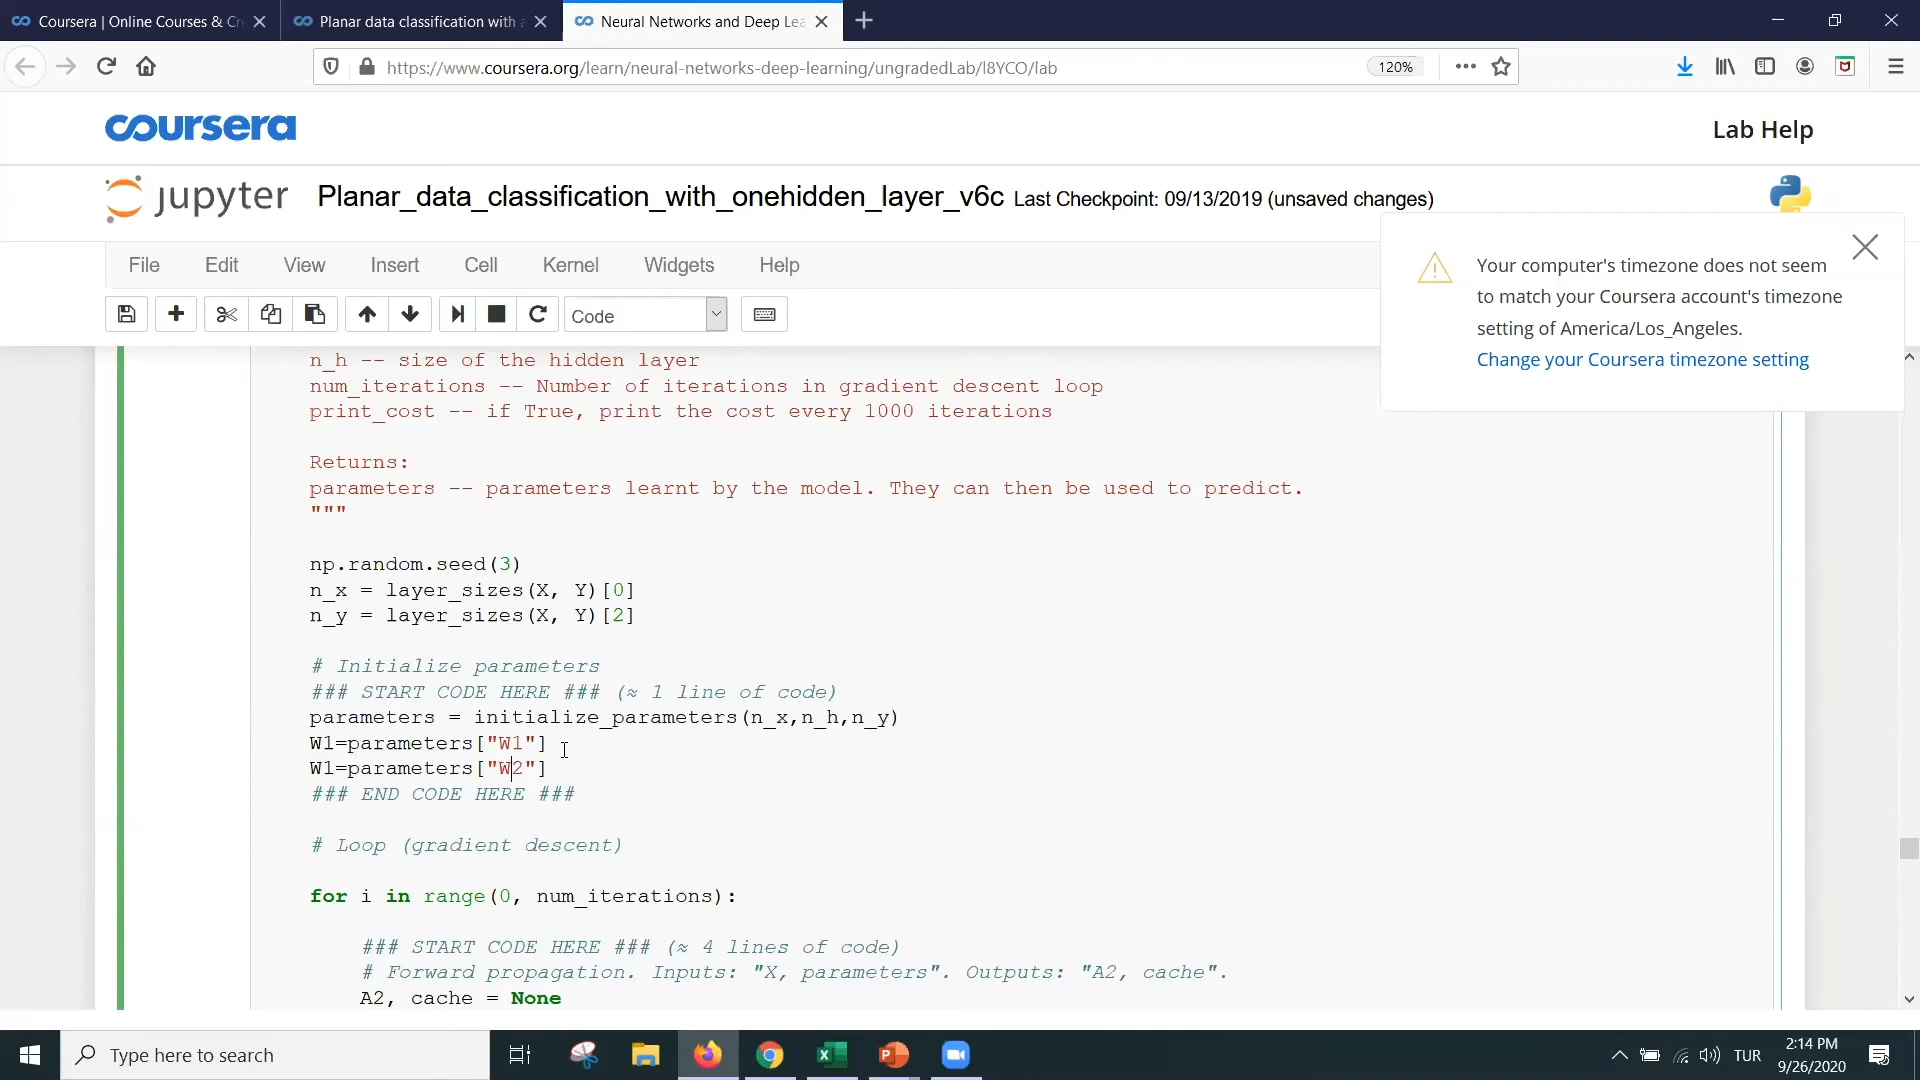 Coursera | Online Courses & Cr
Planar data classification with a
Neural Networks and Deep Lea
https://www.coursera.org/learn/neural-networks-deep-learning/ungradedLab/l8YCO/lab
120%
coursera
Lab Help
jupyter
Planar_data_classification_with_onehidden_layer_v6c Last Checkpoint: 09/13/2019 (unsaved changes)
File Edit View Insert Cell Kernel Widgets Help
Code
Your computer's timezone does not seem
to match your Coursera account's timezone
setting of America/Los_Angeles.
Change your Coursera timezone setting
n_h -- size of the hidden layer
num_iterations -- Number of iterations in gradient descent loop
print_cost -- if True, print the cost every 1000 iterations
Returns:
parameters -- parameters learnt by the model. They can then be used to predict.
"""
np.random.seed(3)
n_x = layer_sizes(X, Y)[0]
n_y = layer_sizes(X, Y)[2]
# Initialize parameters
### START CODE HERE ### (≈ 1 line of code)
parameters = initialize_parameters(n_x,n_h,n_y)
W1=parameters["W1"]
W1=parameters["W2"]
### END CODE HERE ###
# Loop (gradient descent)
for i in range(0, num_iterations):
### START CODE HERE ### (≈ 4 lines of code)
# Forward propagation. Inputs: "X, parameters". Outputs: "A2, cache".
A2, cache = None
Type here to search
TUR
2:14 PM
9/26/2020